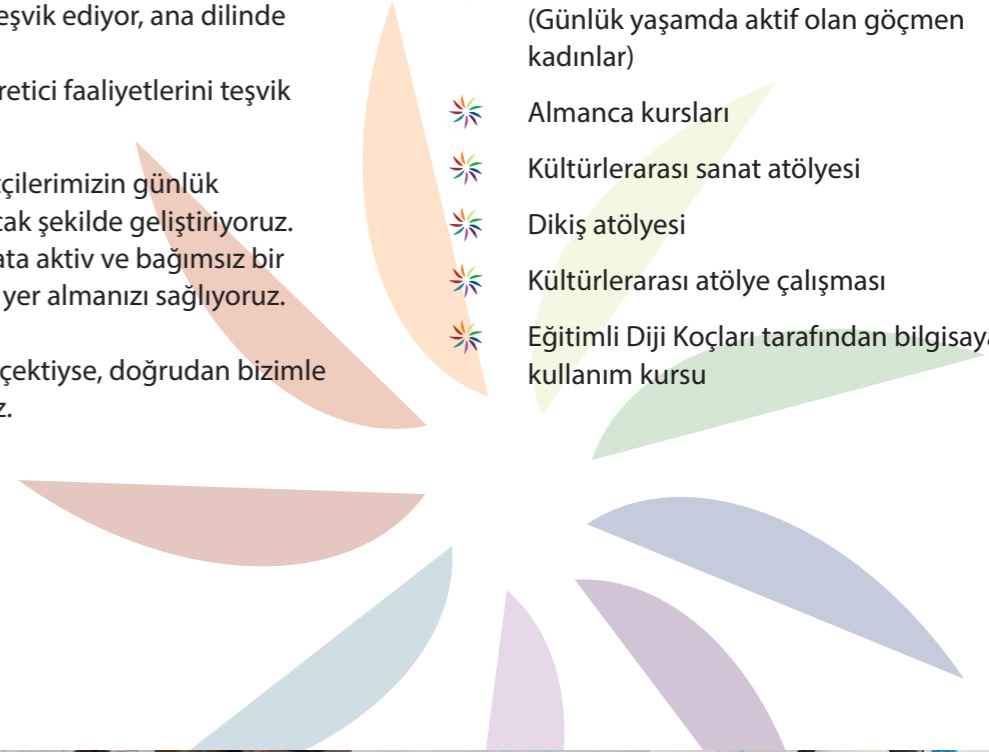 eşvik ediyor, ana dilinde
retici faaliyetlerini teşvik
çilerimizin günlük
cak şekilde geliştiriyoruz.
ata aktiv ve bağımsız bir
yer almanızı sağlıyoruz.
çektiyse, doğrudan bizimle
z.
(Günlük yaşamda aktif olan göçmen
kadınlar)
Almanca kursları
Kültürlerarası sanat atölyesi
Dikiş atölyesi
Kültürlerarası atölye çalışması
Eğitimli Diji Koçları tarafından bilgisaya
kullanım kursu